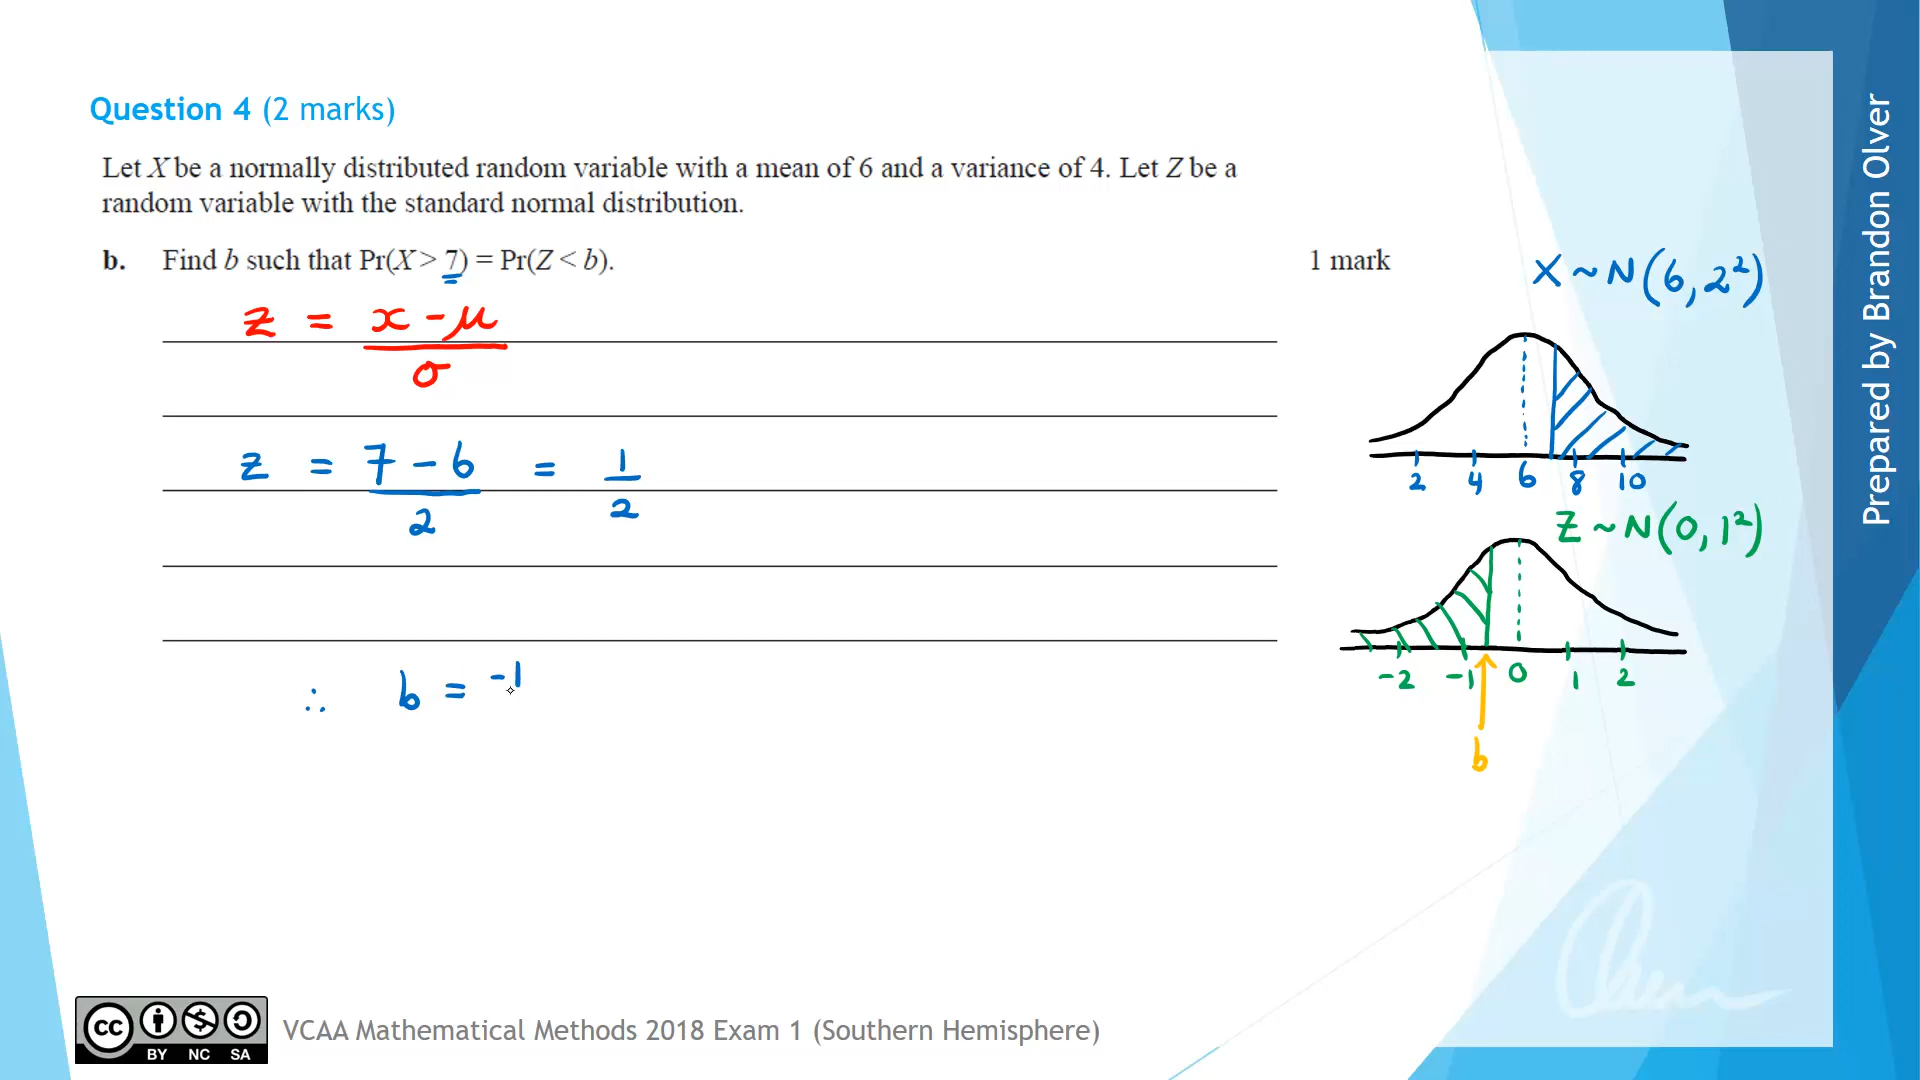 Question 4 (2 marks)
Let X be a normally distributed random variable with a mean of 6 and a variance of 4. Let Z be a
random variable with the standard normal distribution.
b. Find b such that Pr(X > 7) = Pr(Z < b). 1 mark
z = x - μ
σ
z = 7 - 6 = 1
2 2
∴ b = -1
X ~ N(6, 2²)
2 4 6 8 10
Z ~ N(0, 1²)
-2 -1 0 1 2
b
Prepared by Brandon Olver
cc
BY NC SA
VCAA Mathematical Methods 2018 Exam 1 (Southern Hemisphere)